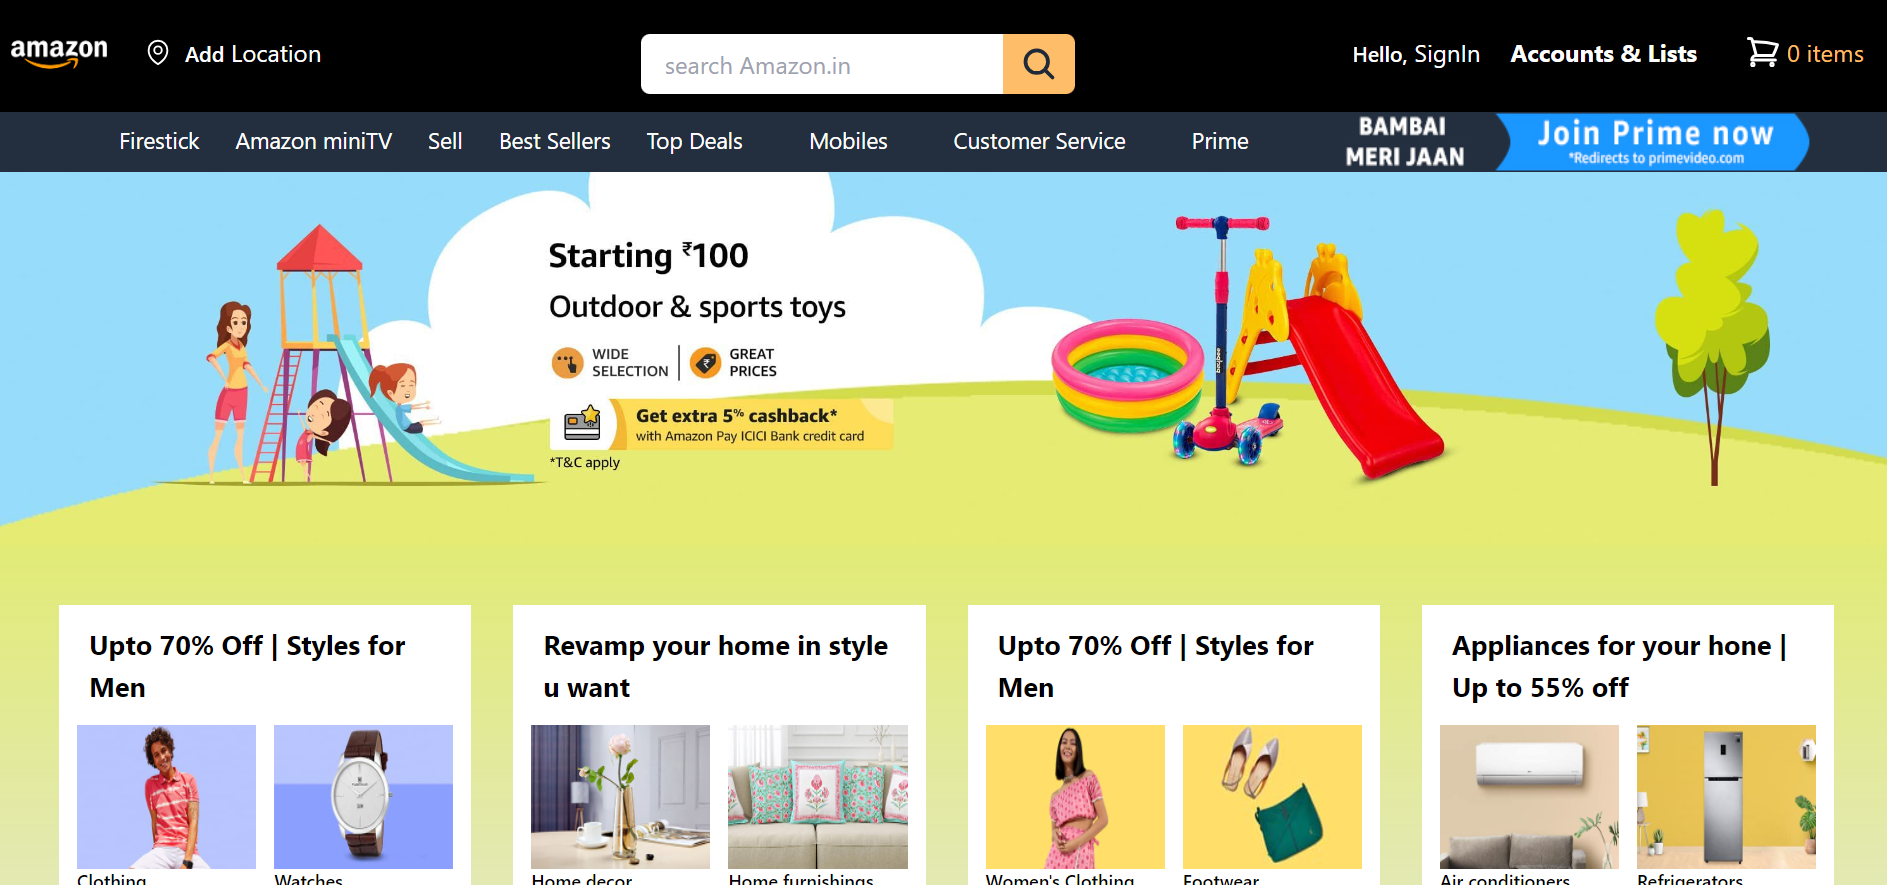 amazon
Add Location
search Amazon.in
Hello, SignIn
Accounts & Lists
0 items
Firestick
Amazon miniTV
Sell
Best Sellers
Top Deals
Mobiles
Customer Service
Prime
BAMBAI
MERI JAAN
Join Prime now
*Redirects to primevideo.com
Starting ₹100
Outdoor & sports toys
WIDE
SELECTION
GREAT
PRICES
Get extra 5% cashback*
with Amazon Pay ICICI Bank credit card
*T&C apply
Upto 70% Off | Styles for
Men
Clothing
Watches
Revamp your home in style
u want
Home decor
Home furnishings
Upto 70% Off | Styles for
Men
Women's Clothing
Footwear
Appliances for your hone |
Up to 55% off
Air conditioners
Refrigerators